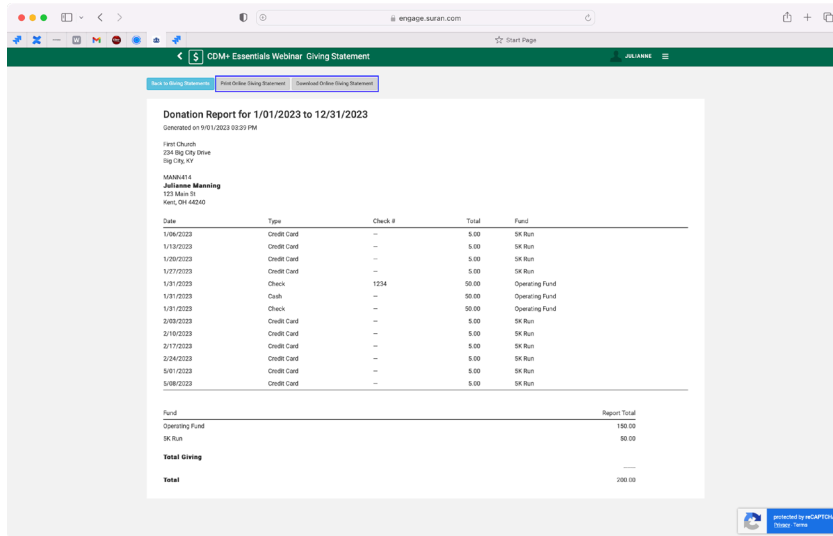 engage.suran.com
Start Page
CDM+ Essentials Webinar Giving Statement
JULIANNE
Back to Giving Statements Print Online Giving Statement Download Online Giving Statement
Donation Report for 1/01/2023 to 12/31/2023
Generated on 9/01/2023 03:39 PM
First Church
234 Big City Drive
Big City, KY
MANN414
Julianne Manning
123 Main St
Kent, OH 44240
Date Type Check # Total Fund
1/06/2023 Credit Card -- 5.00 5K Run
1/13/2023 Credit Card -- 5.00 5K Run
1/20/2023 Credit Card -- 5.00 5K Run
1/27/2023 Credit Card -- 5.00 5K Run
1/31/2023 Check 1234 50.00 Operating Fund
1/31/2023 Cash -- 50.00 Operating Fund
1/31/2023 Check -- 50.00 Operating Fund
2/03/2023 Credit Card -- 5.00 5K Run
2/10/2023 Credit Card -- 5.00 5K Run
2/17/2023 Credit Card -- 5.00 5K Run
2/24/2023 Credit Card -- 5.00 5K Run
5/01/2023 Credit Card -- 5.00 5K Run
5/08/2023 Credit Card -- 5.00 5K Run
Fund Report Total
Operating Fund 150.00
5K Run 50.00
Total Giving
Total 200.00
protected by reCAPTCHA
Privacy - Terms